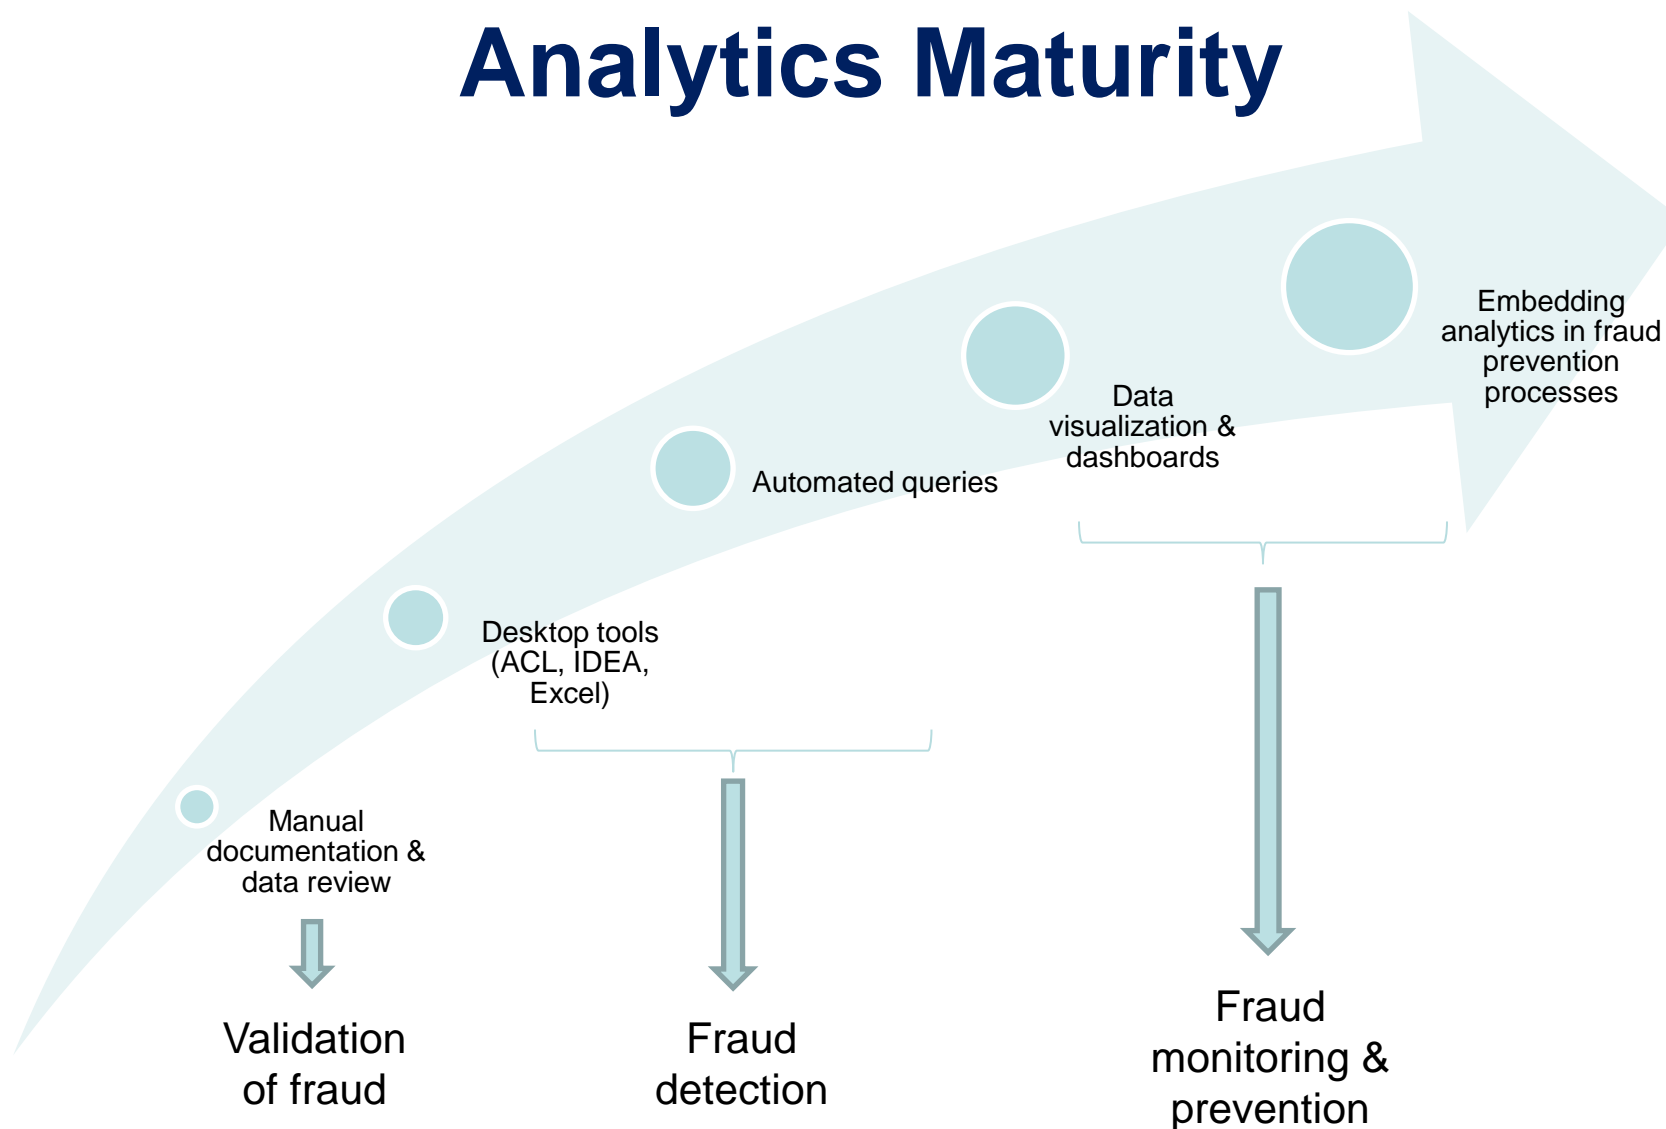 Analytics Maturity
Embedding
analytics in fraud
prevention
processes
Data
visualization &
dashboards
Automated queries
Desktop tools
(ACL, IDEA,
Excel)
Manual
documentation &
data review
Validation
of fraud
Fraud
detection
Fraud
monitoring &
prevention